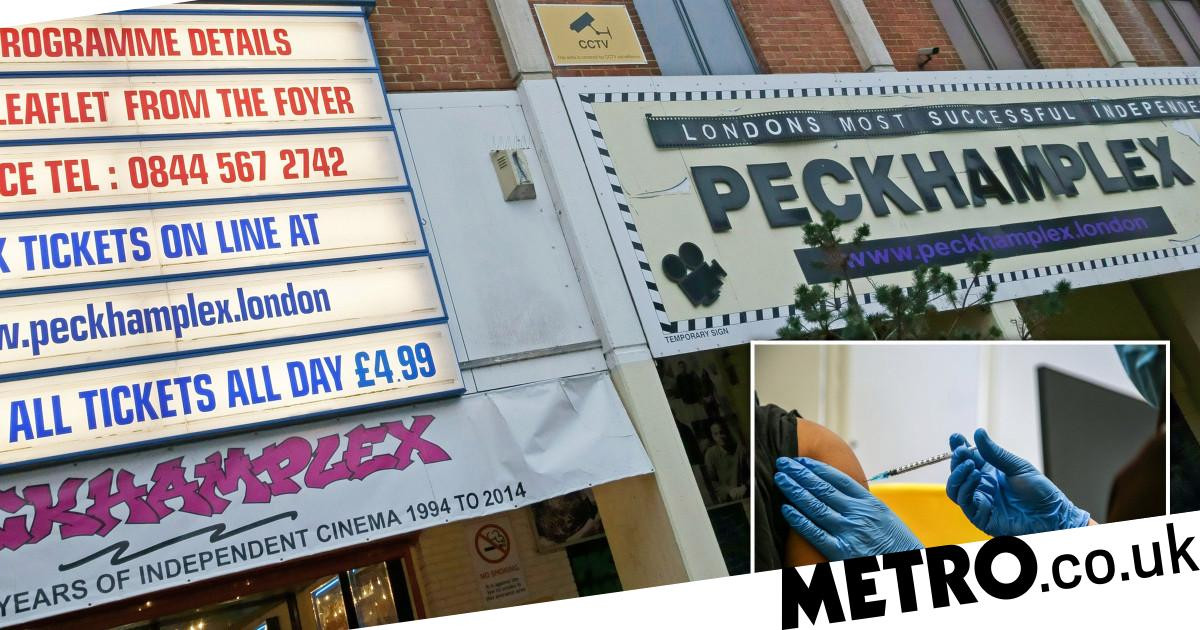 ROGRAMME DETAILS
LEAFLET FROM THE FOYER
CE TEL : 0844 567 2742
K TICKETS ON LINE AT
w.peckhamplex.london
ALL TICKETS ALL DAY £4.99
CKHAMPLEX
YEARS OF INDEPENDENT CINEMA 1994 TO 2014
CCTV
LONDONS MOST SUCCESSFUL INDEPENDE
PECKHAMPLEX
www.peckhamplex.london
TEMPORARY SIGN
NO SMOKING
METRO.co.uk